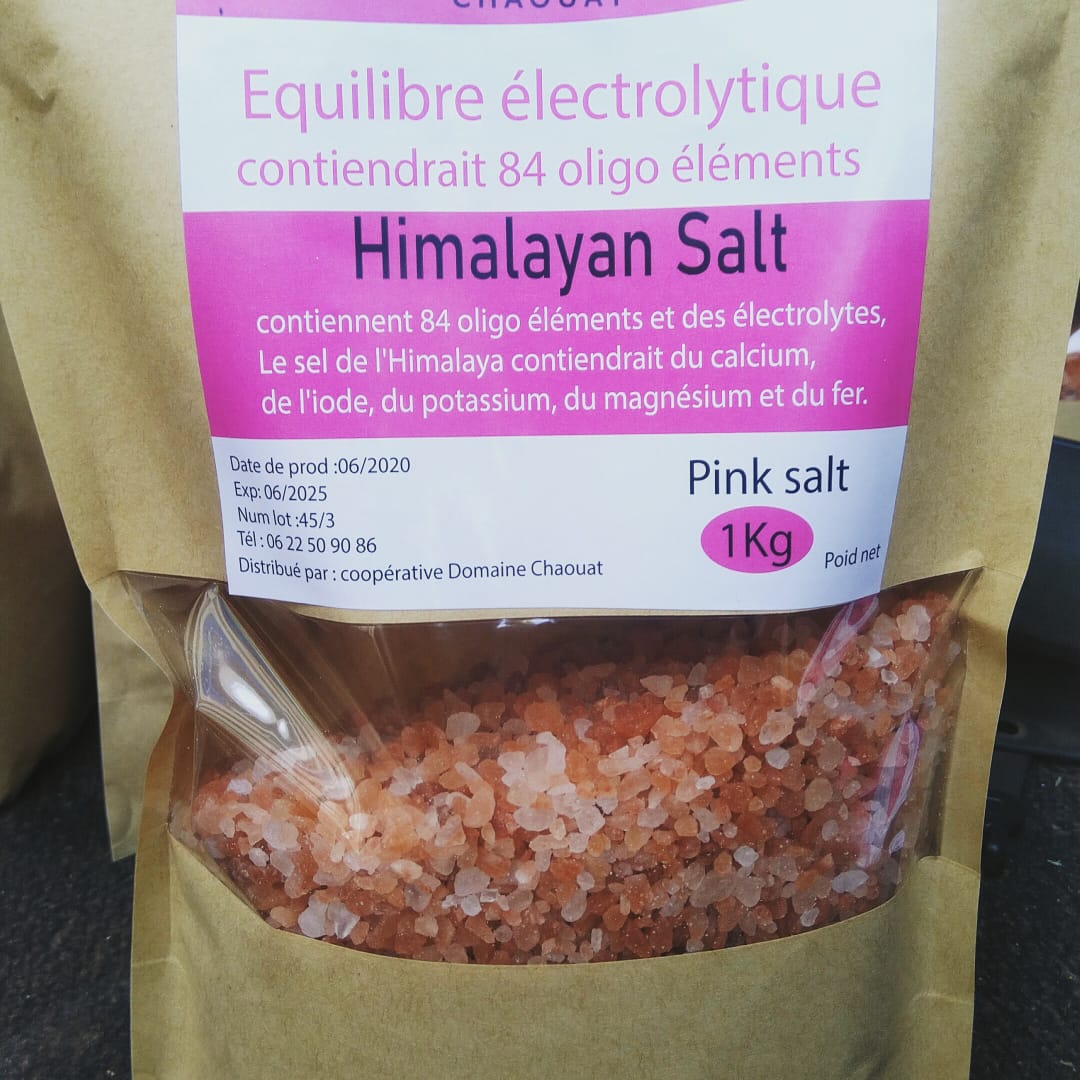 CHAOUAT
Equilibre électrolytique
contiendrait 84 oligo éléments
Himalayan Salt
contiennent 84 oligo éléments et des électrolytes,
Le sel de l'Himalaya contiendrait du calcium,
de l'iode, du potassium, du magnésium et du fer.
Date de prod :06/2020
Exp: 06/2025
Num lot :45/3
Tél : 06 22 50 90 86
Distribué par : coopérative Domaine Chaouat
Pink salt
1Kg
Poid net